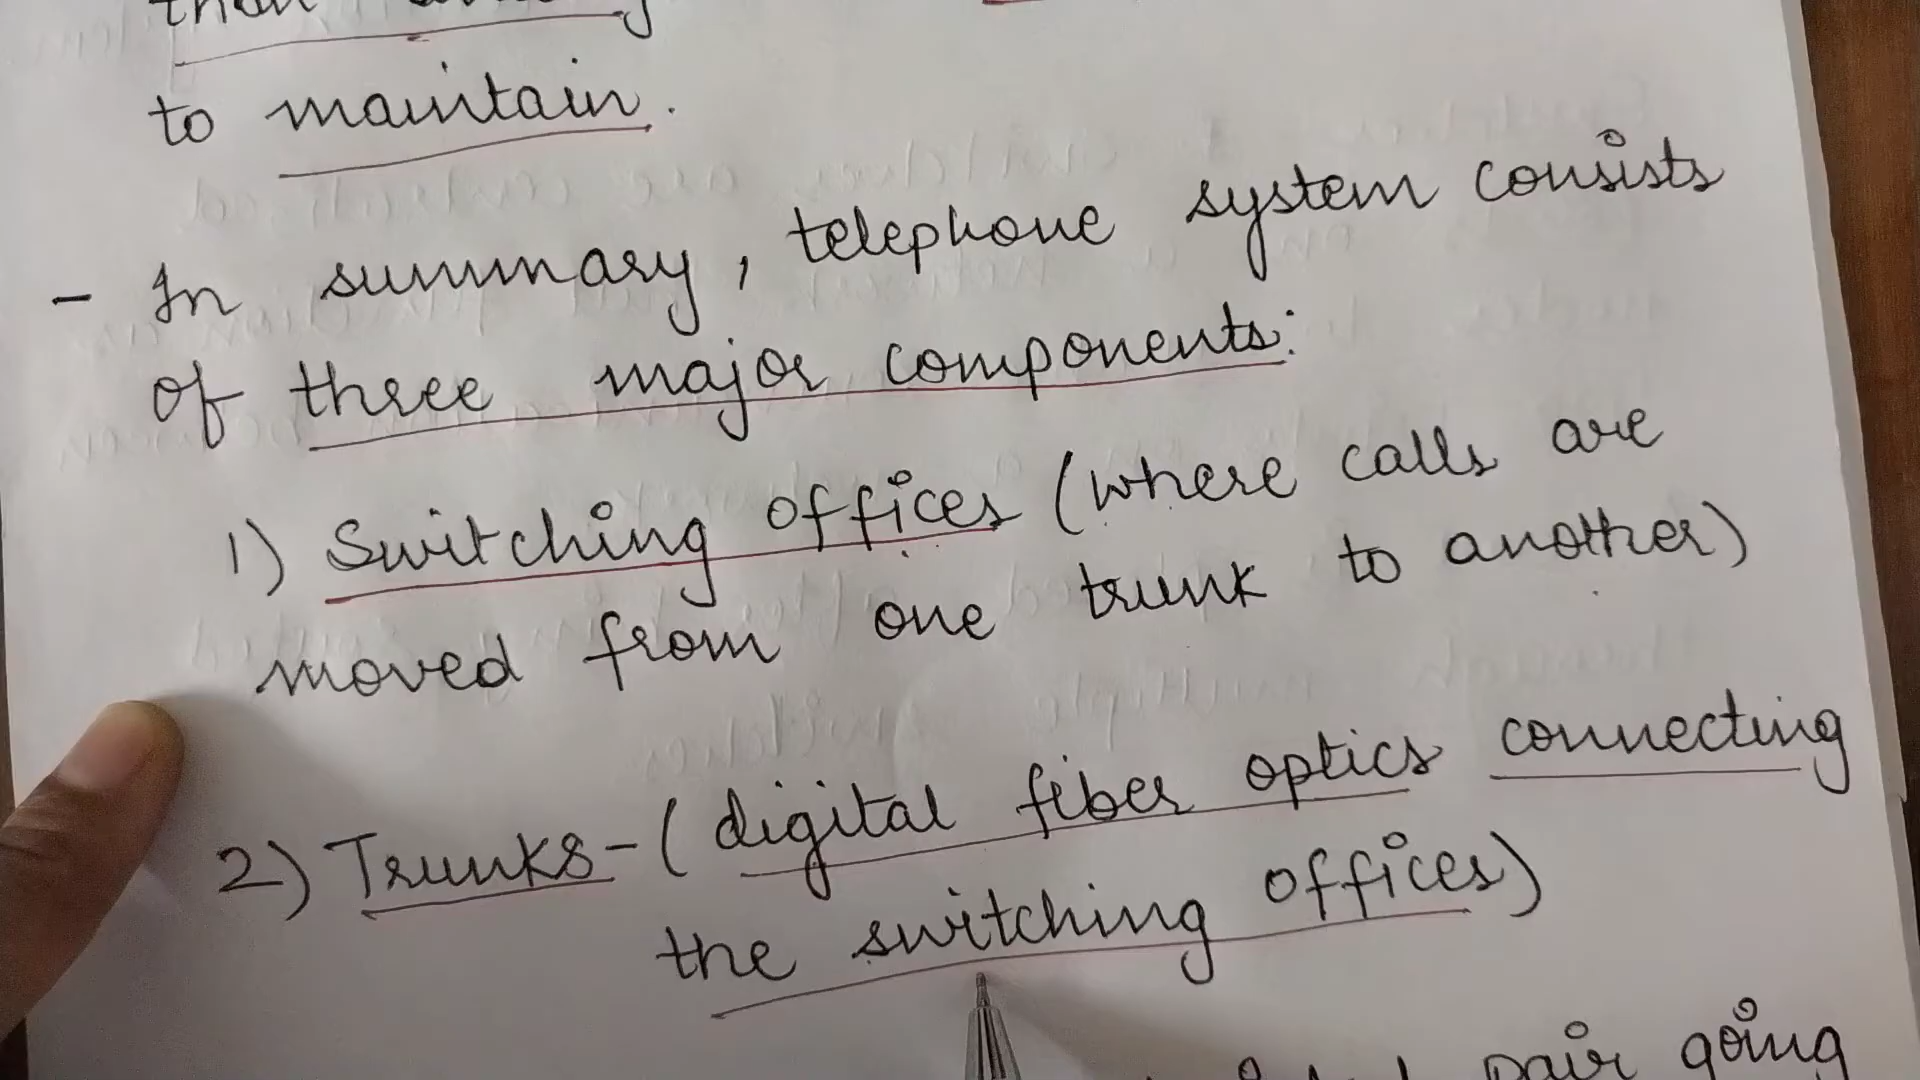 than
to maintain.
- In summary, telephone system consists
of three major components:
1) Switching offices (where calls are
moved from one trunk to another)
2) Trunks - (digital fiber optics connecting
the switching offices)
pair going